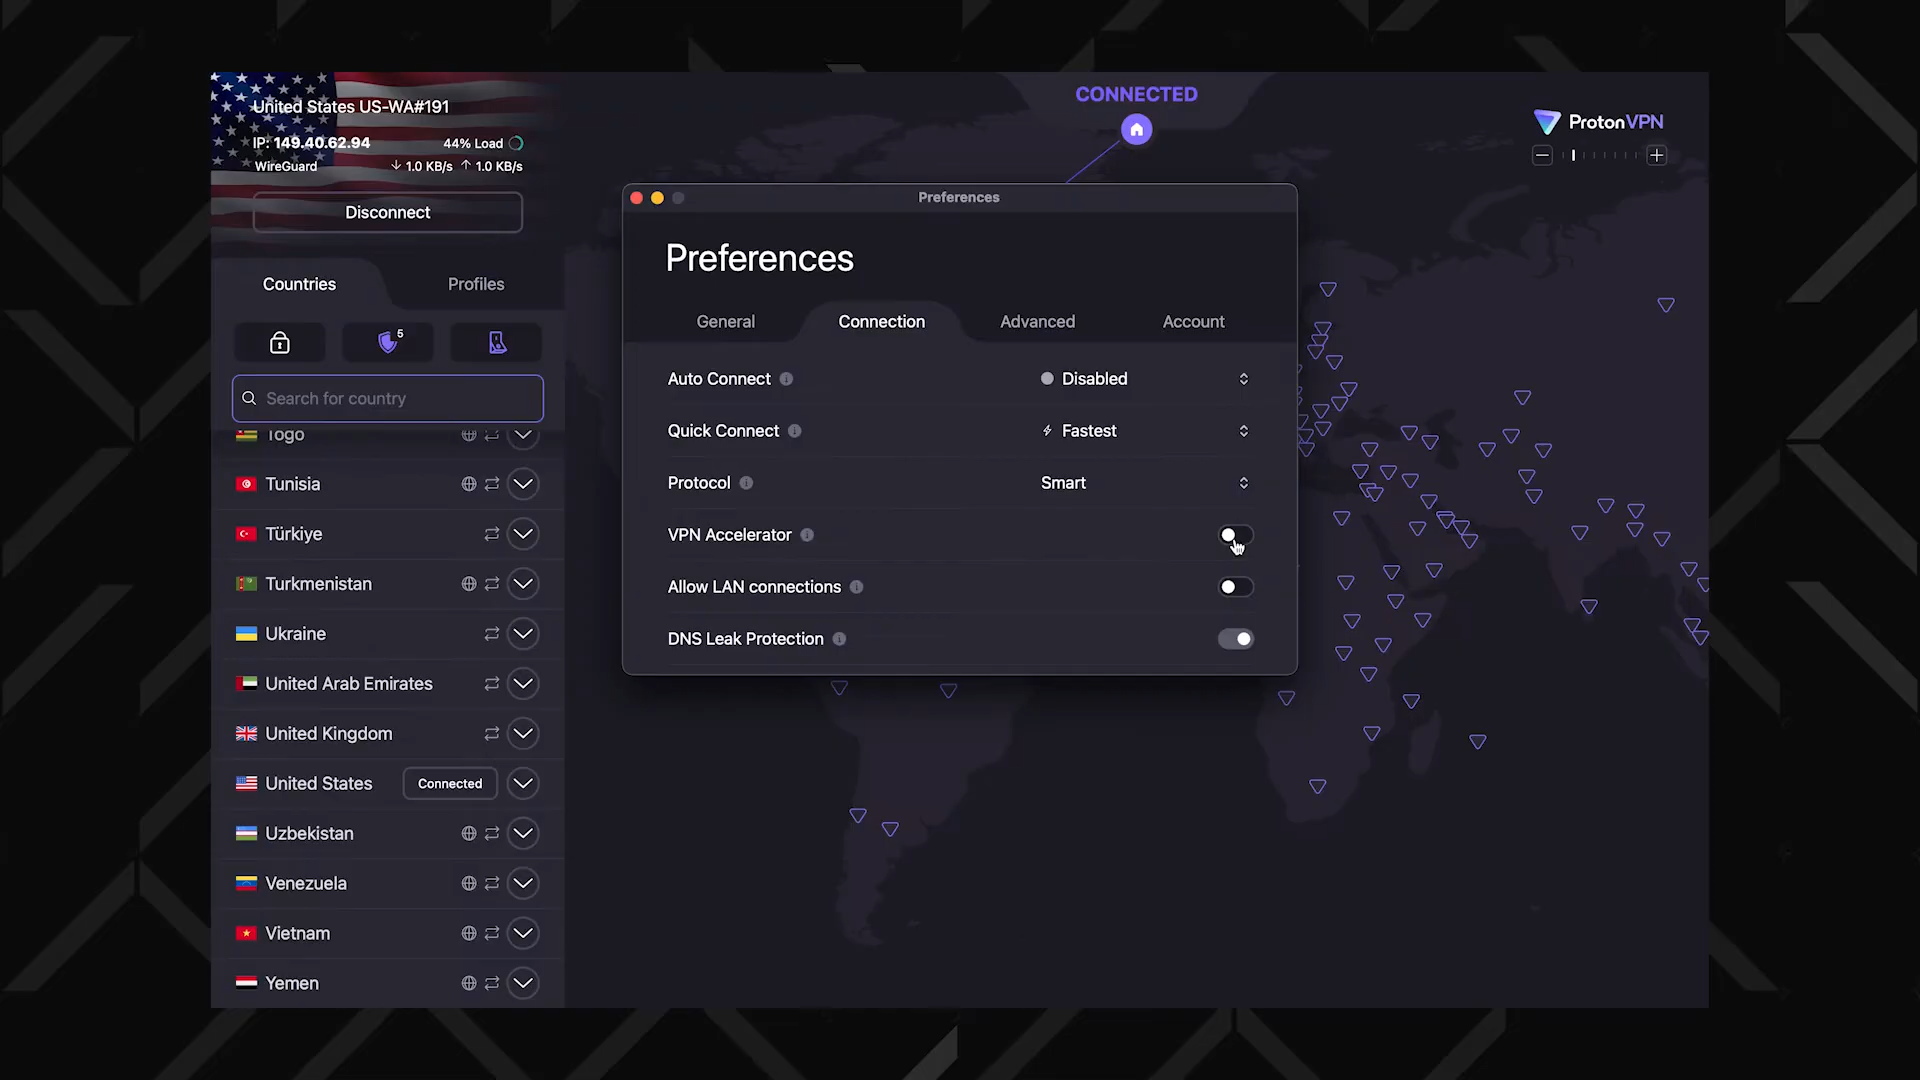 United States US-WA#191
IP: 149.40.62.94
44% Load
WireGuard
↓ 1.0 KB/s ↑ 1.0 KB/s
Disconnect
Countries
Profiles
5
Search for country
Togo
Tunisia
Türkiye
Turkmenistan
Ukraine
United Arab Emirates
United Kingdom
United States
Connected
Uzbekistan
Venezuela
Vietnam
Yemen
CONNECTED
ProtonVPN
Preferences
Preferences
General
Connection
Advanced
Account
Auto Connect
Disabled
Quick Connect
Fastest
Protocol
Smart
VPN Accelerator
Allow LAN connections
DNS Leak Protection